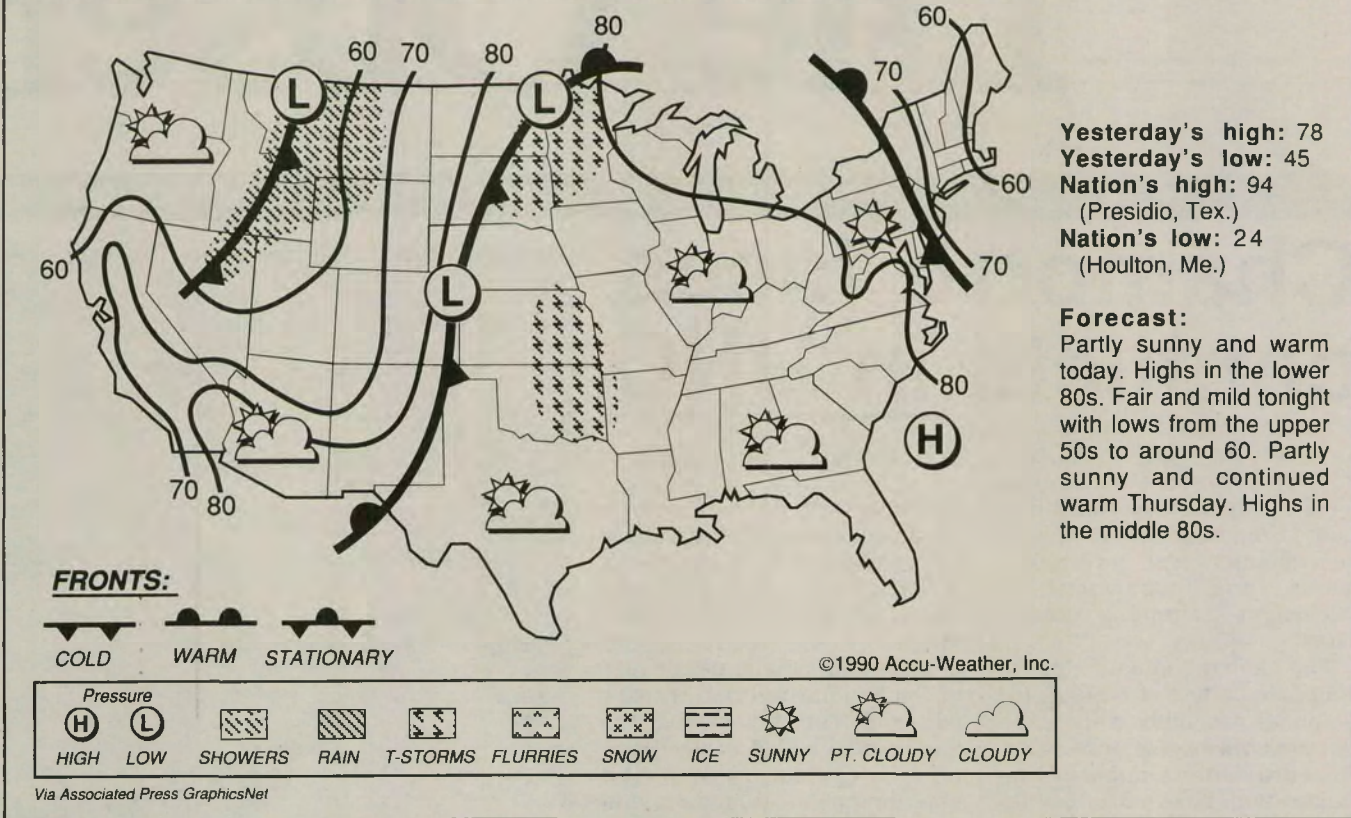 60
80
60 70 80
70
L
L
60
60
70
L
80
H
70 80
Yesterday's high: 78
Yesterday's low: 45
Nation's high: 94
(Presidio, Tex.)
Nation's low: 24
(Houlton, Me.)
Forecast:
Partly sunny and warm
today. Highs in the lower
80s. Fair and mild tonight
with lows from the upper
50s to around 60. Partly
sunny and continued
warm Thursday. Highs in
the middle 80s.
FRONTS:
COLD WARM STATIONARY
©1990 Accu-Weather, Inc.
Pressure
H L
HIGH LOW SHOWERS RAIN T-STORMS FLURRIES SNOW ICE SUNNY PT. CLOUDY CLOUDY
Via Associated Press GraphicsNet